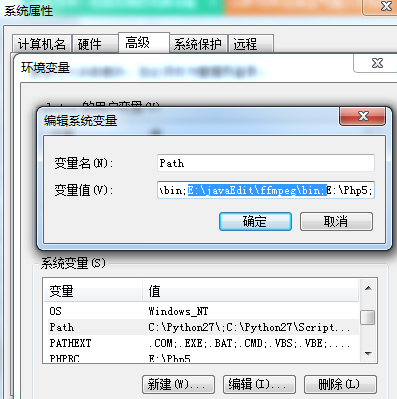 系统属性
计算机名 硬件 高级 系统保护 远程
环境变量
的用户变量(U)
编辑系统变量
变量名(N): Path
变量值(V): \bin;E:\javaEdit\ffmpeg\bin;E:\Php5;
确定 取消
系统变量(S)
变量 值
OS Windows_NT
Path C:\Python27\;C:\Python27\Script...
PATHEXT .COM;.EXE;.BAT;.CMD;.VBS;.VBE;....
PHPRC E:\Php5
新建(W)... 编辑(I)... 删除(L)